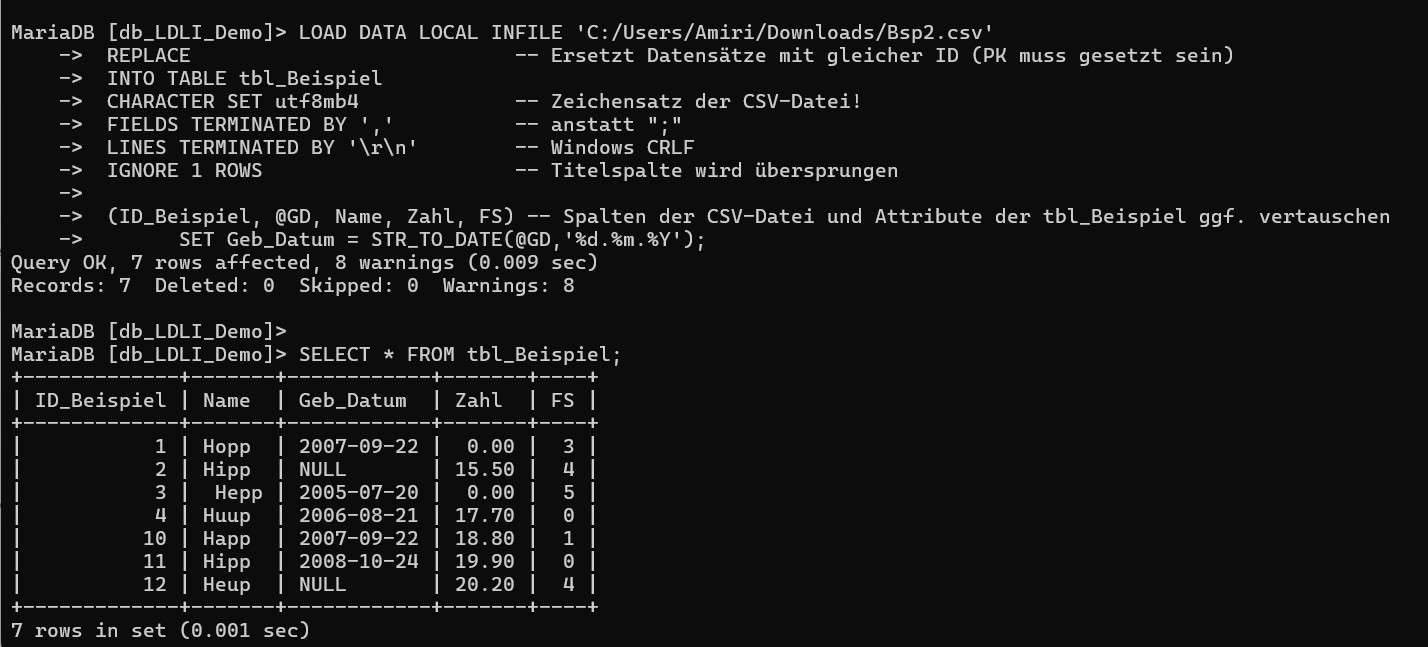 MariaDB [db_LDLI_Demo]> LOAD DATA LOCAL INFILE 'C:/Users/Amiri/Downloads/Bsp2.csv'
    ->  REPLACE                           -- Ersetzt Datensätze mit gleicher ID (PK muss gesetzt sein)
    ->  INTO TABLE tbl_Beispiel
    ->  CHARACTER SET utf8mb4             -- Zeichensatz der CSV-Datei!
    ->  FIELDS TERMINATED BY ','          -- anstatt ";"
    ->  LINES TERMINATED BY '\r\n'        -- Windows CRLF
    ->  IGNORE 1 ROWS                     -- Titelspalte wird übersprungen
    ->
    ->  (ID_Beispiel, @GD, Name, Zahl, FS) -- Spalten der CSV-Datei und Attribute der tbl_Beispiel ggf. vertauschen
    ->        SET Geb_Datum = STR_TO_DATE(@GD,'%d.%m.%Y');
Query OK, 7 rows affected, 8 warnings (0.009 sec)
Records: 7  Deleted: 0  Skipped: 0  Warnings: 8

MariaDB [db_LDLI_Demo]>
MariaDB [db_LDLI_Demo]> SELECT * FROM tbl_Beispiel;
+-------------+-------+------------+-------+----+
| ID_Beispiel | Name  | Geb_Datum  | Zahl  | FS |
+-------------+-------+------------+-------+----+
|           1 | Hopp  | 2007-09-22 |  0.00 |  3 |
|           2 | Hipp  | NULL       | 15.50 |  4 |
|           3 |  Hepp | 2005-07-20 |  0.00 |  5 |
|           4 | Huup  | 2006-08-21 | 17.70 |  0 |
|          10 | Happ  | 2007-09-22 | 18.80 |  1 |
|          11 | Hipp  | 2008-10-24 | 19.90 |  0 |
|          12 | Heup  | NULL       | 20.20 |  4 |
+-------------+-------+------------+-------+----+
7 rows in set (0.001 sec)